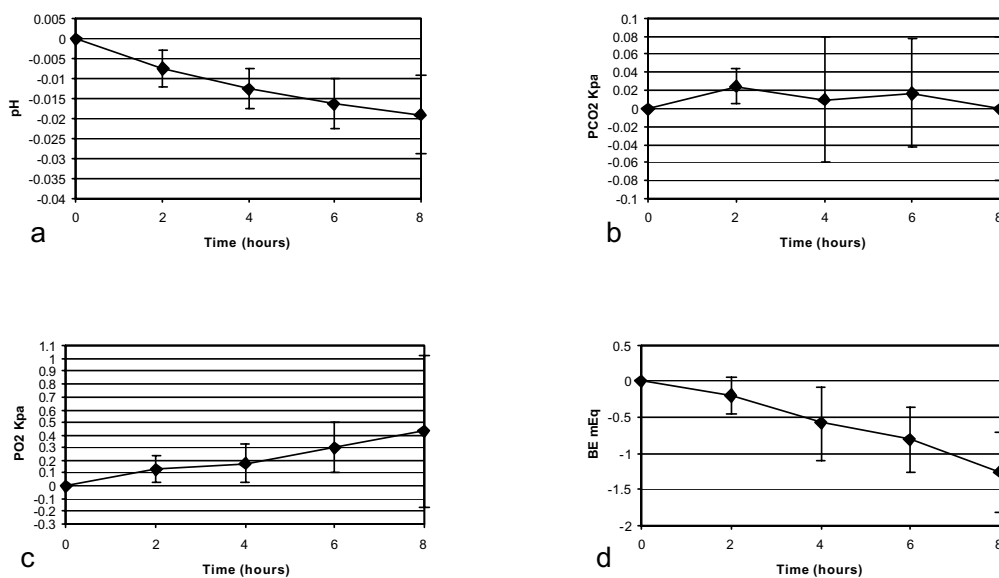 0.005
0
-0.005
-0.01
-0.015
-0.02
-0.025
-0.03
-0.035
-0.04
pH
0 2 4 6 8
Time (hours)
a
0.1
0.08
0.06
0.04
0.02
0
-0.02
-0.04
-0.06
-0.08
-0.1
PCO2 Kpa
0 2 4 6 8
Time (hours)
b
1.1
1
0.9
0.8
0.7
0.6
0.5
0.4
0.3
0.2
0.1
0
-0.1
-0.2
-0.3
PO2 Kpa
0 2 4 6 8
Time (hours)
c
0.5
0
-0.5
-1
-1.5
-2
BE mEq
0 2 4 6 8
Time (hours)
d